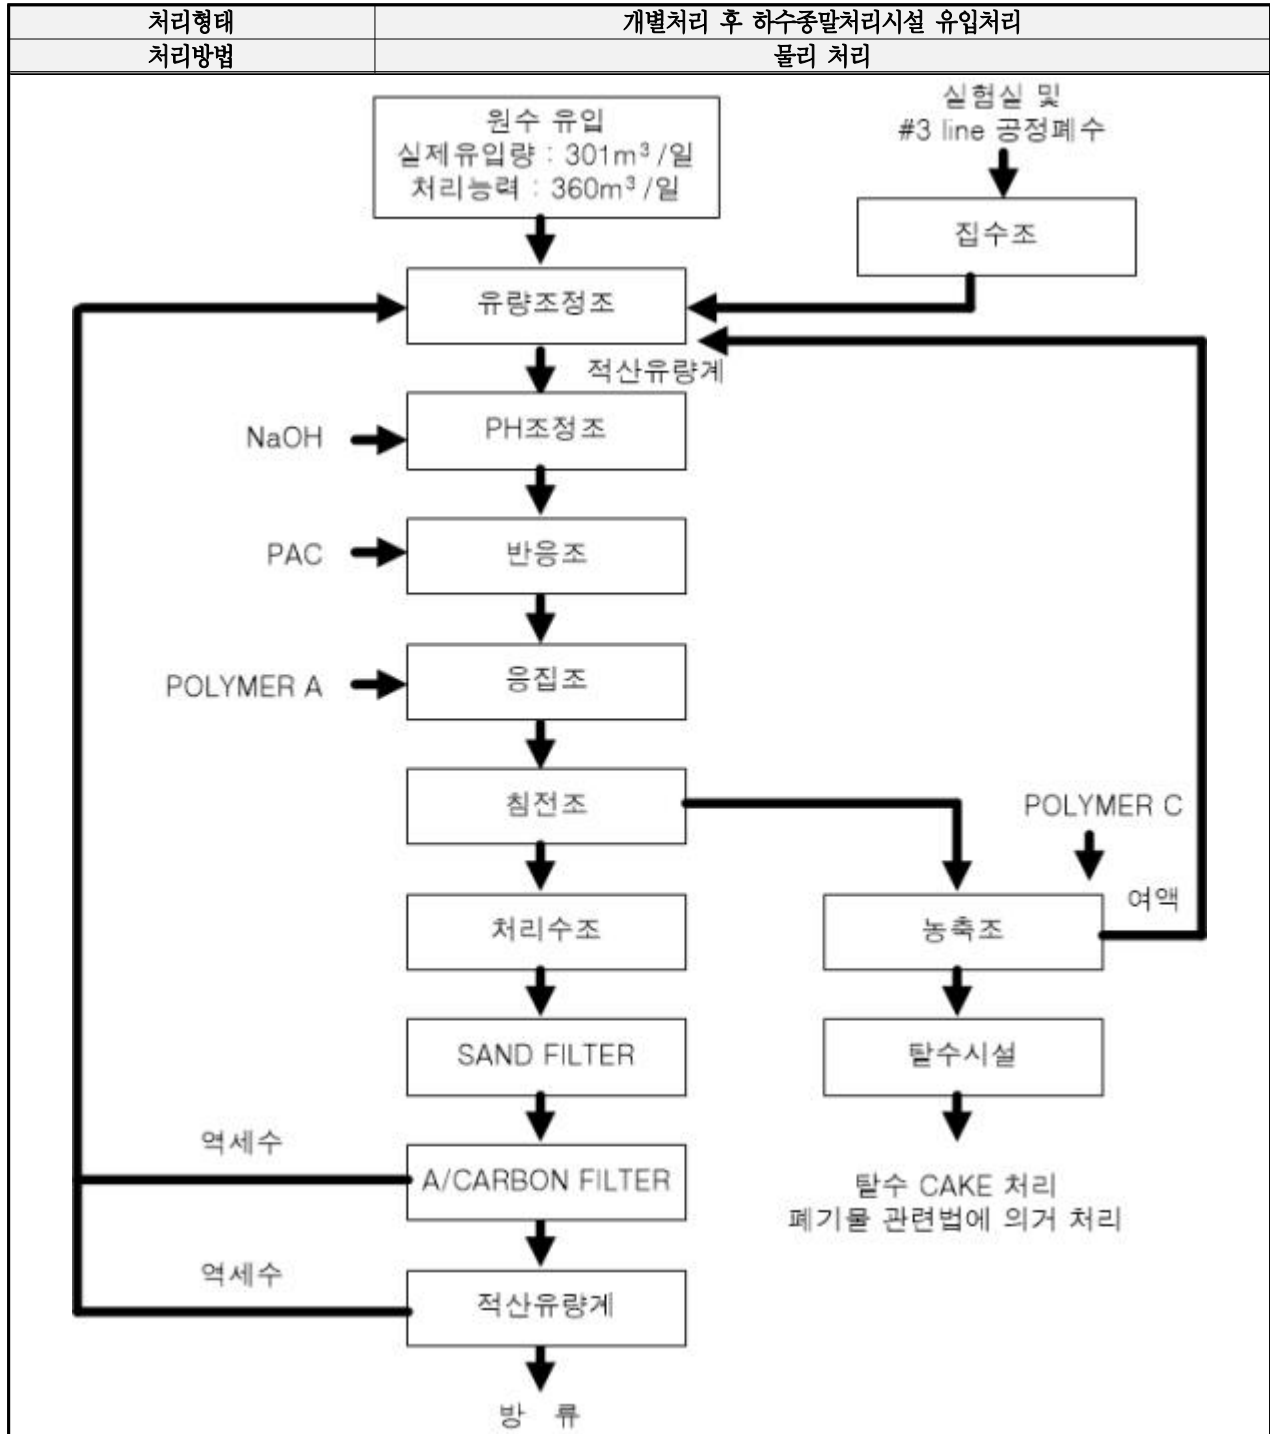 처리형태 개별처리 후 하수종말처리시설 유입처리
처리방법 물리 처리
원수 유입
실제유입량 : 301m³/일
처리능력 : 360m³/일
실험실 및
#3 line 공정폐수
집수조
유량조정조
적산유량계
NaOH
PH조정조
PAC
반응조
POLYMER A
응집조
침전조
POLYMER C
여액
처리수조
농축조
SAND FILTER
탈수시설
역세수
A/CARBON FILTER
탈수 CAKE 처리
폐기물 관련법에 의거 처리
역세수
적산유량계
방 류